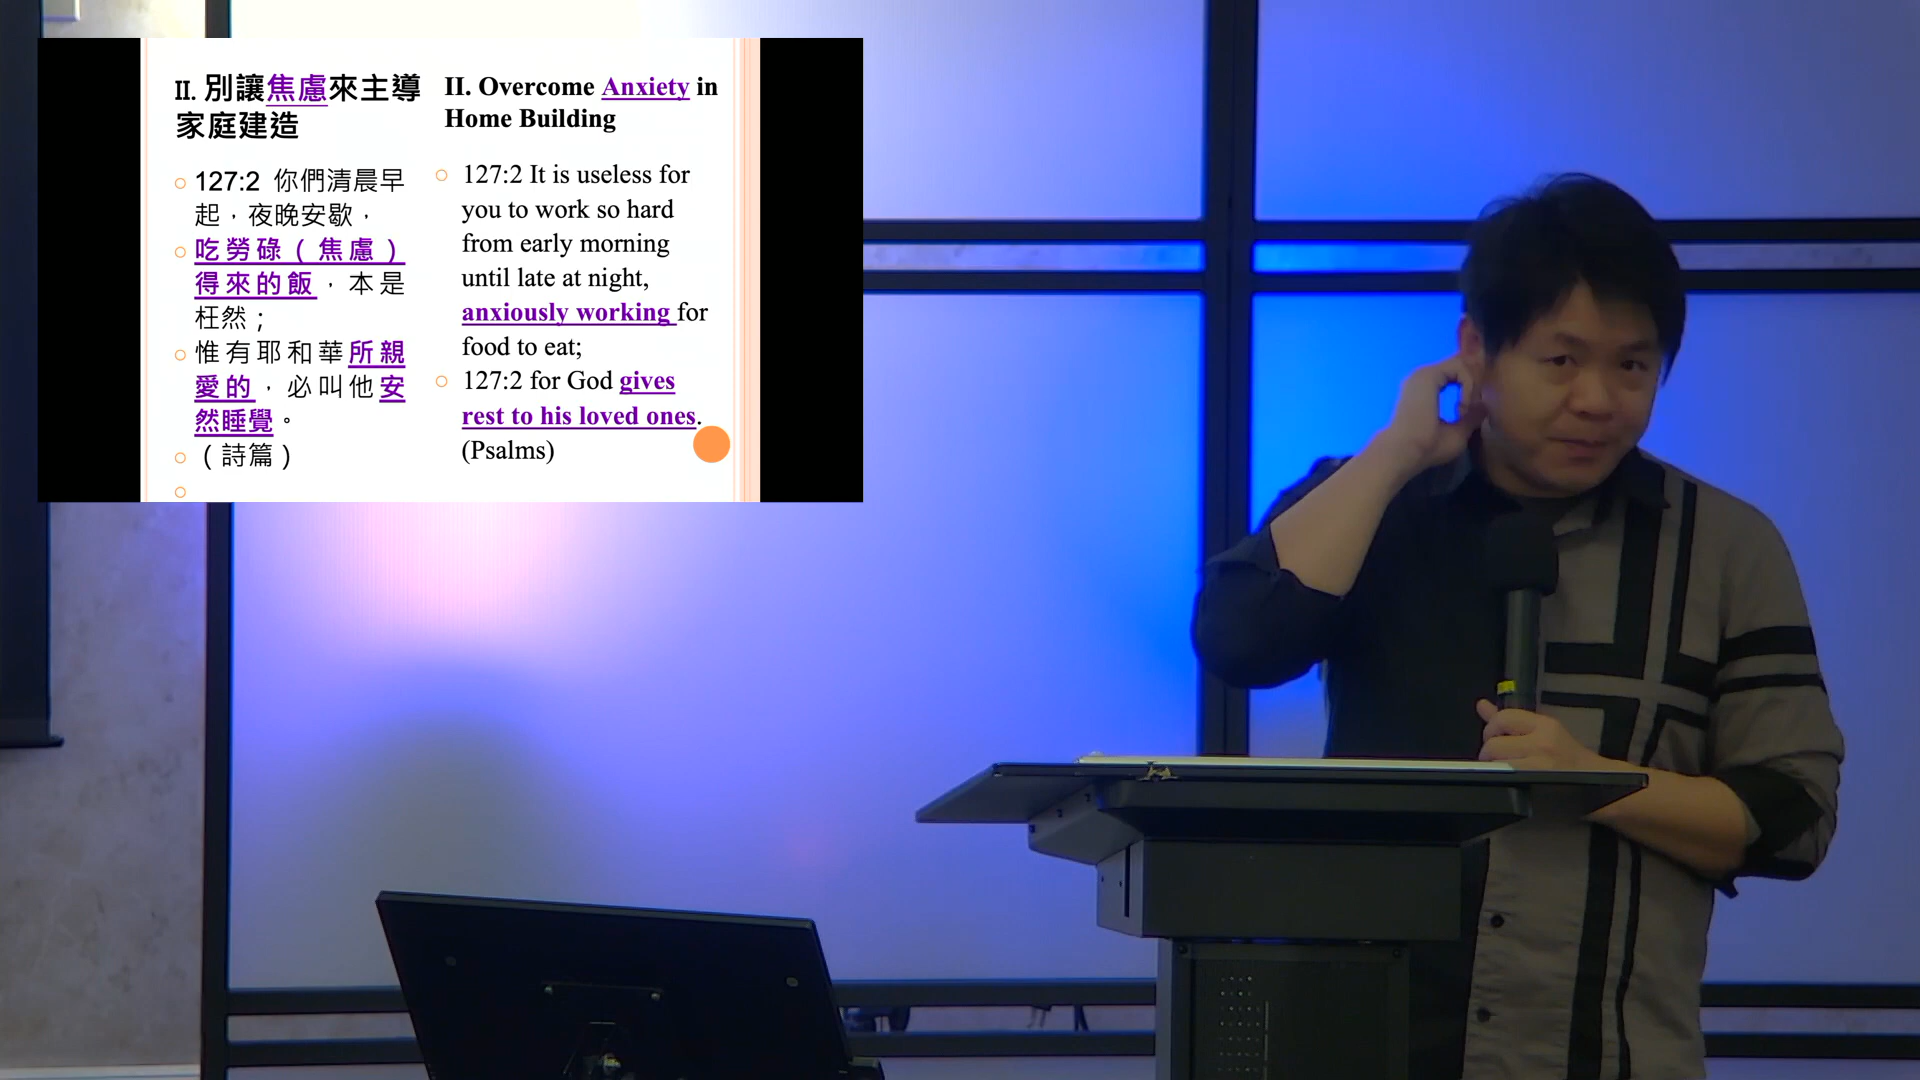 II. 別讓焦慮來主導
家庭建造
127:2 你們清晨早
起，夜晚安歇，
吃勞碌（焦慮）
得來的飯，本是
枉然；
惟有耶和華所親
愛的，必叫他安
然睡覺。
（詩篇）
II. Overcome Anxiety in
Home Building
127:2 It is useless for
you to work so hard
from early morning
until late at night,
anxiously working for
food to eat;
127:2 for God gives
rest to his loved ones.
(Psalms)